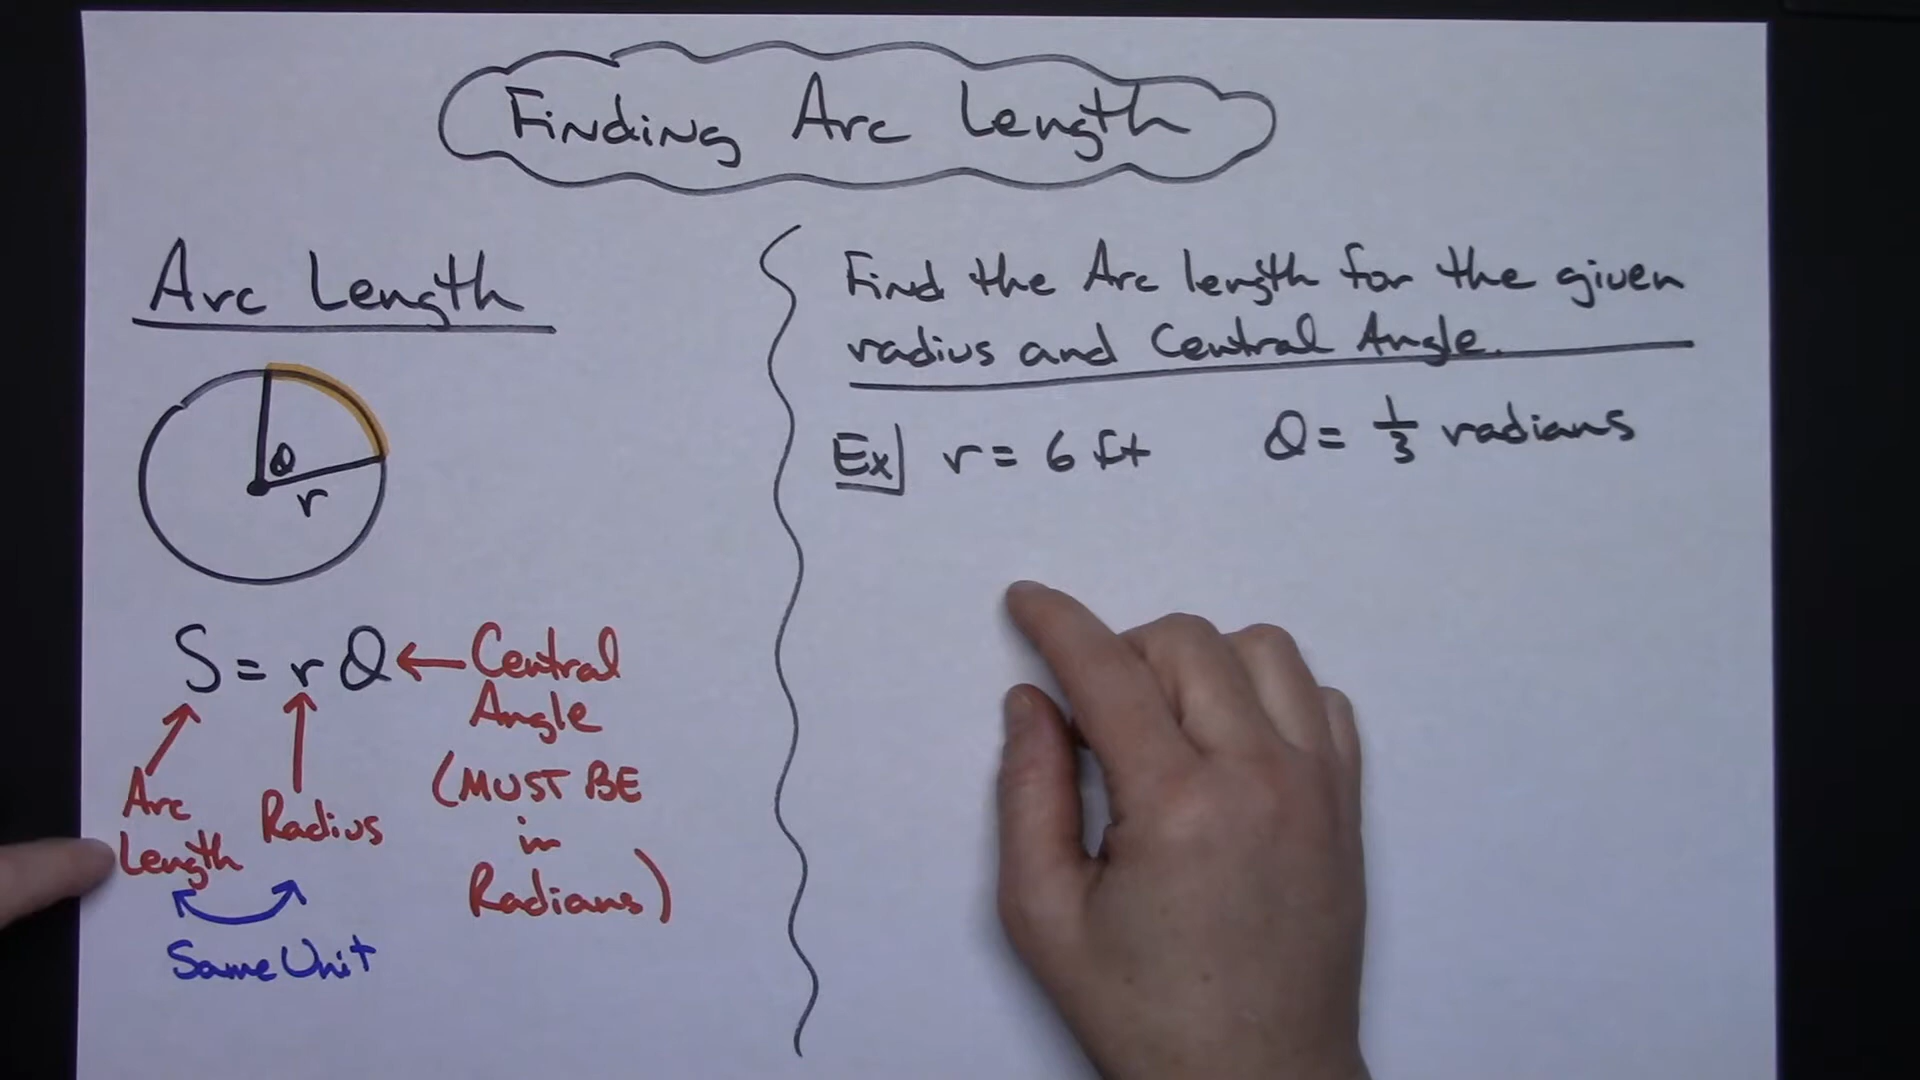 Finding Arc Length
Arc Length
θ
r
S = r θ ← Central
Angle
(MUST BE
in
Radians)
Arc
Length
Radius
Same Unit
Find the Arc length for the given
radius and Central Angle.
Ex r = 6 ft θ = 1/3 radians